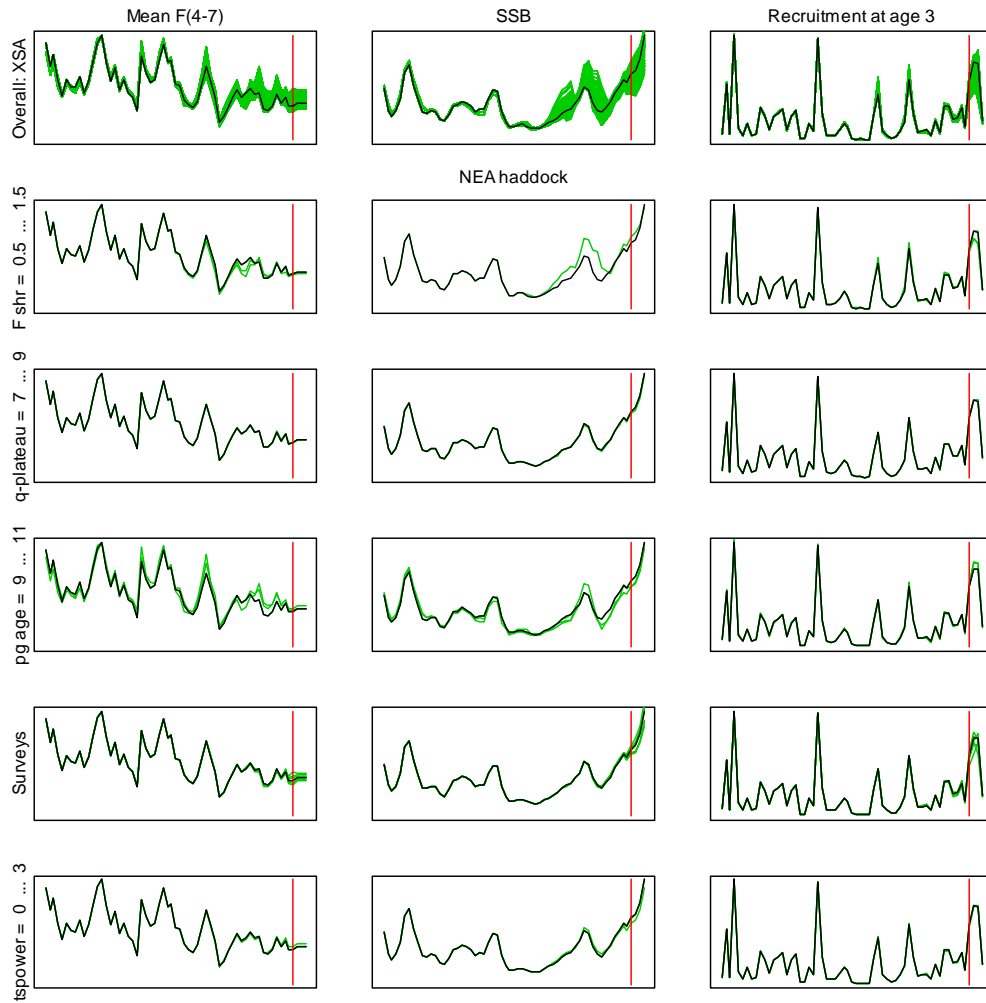 Mean F(4-7)
SSB
Recruitment at age 3
Overall: XSA
NEA haddock
F shr = 0.5 ... 1.5
q-plateau = 7 ... 9
pg age = 9 ... 11
Surveys
tspower = 0 ... 3